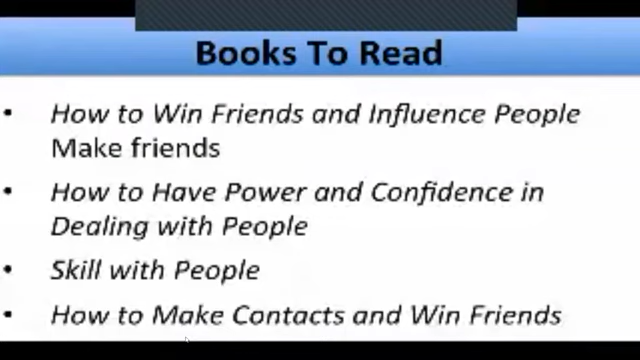 Books To Read
• How to Win Friends and Influence People
Make friends
• How to Have Power and Confidence in
Dealing with People
• Skill with People
• How to Make Contacts and Win Friends